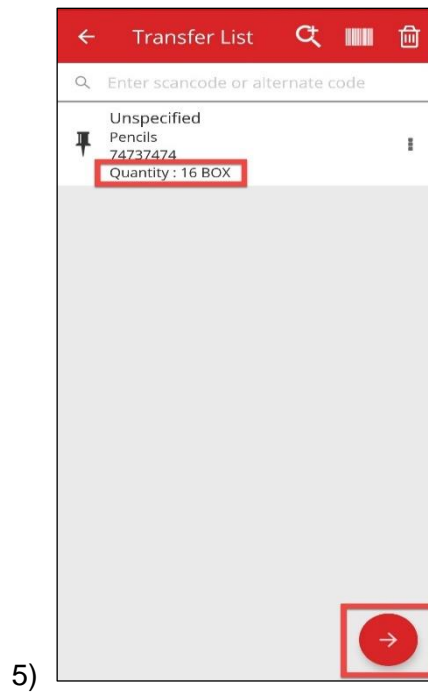 Transfer List
Enter scancode or alternate code
Unspecified
Pencils
74737474
Quantity : 16 BOX
5)